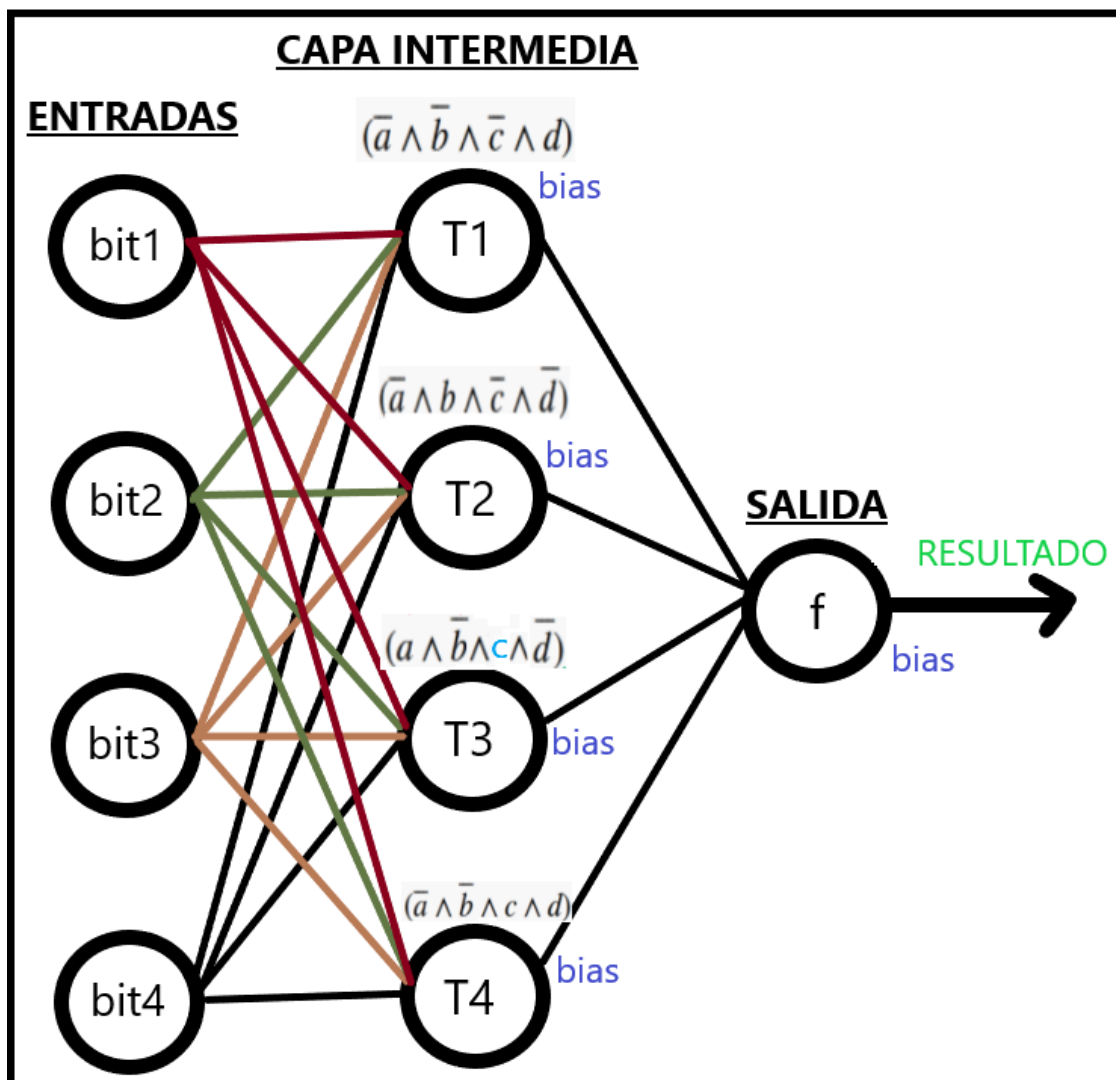 CAPA INTERMEDIA
ENTRADAS
(a̅ ∧ b̅ ∧ c̅ ∧ d)
bias
bit1
T1
(a̅ ∧ b ∧ c̅ ∧ d̅)
bias
bit2
T2
SALIDA
RESULTADO
f
bias
(a ∧ b̅ ∧ c ∧ d̅)
bit3
T3
bias
(a̅ ∧ b̅ ∧ c ∧ d)
bias
bit4
T4